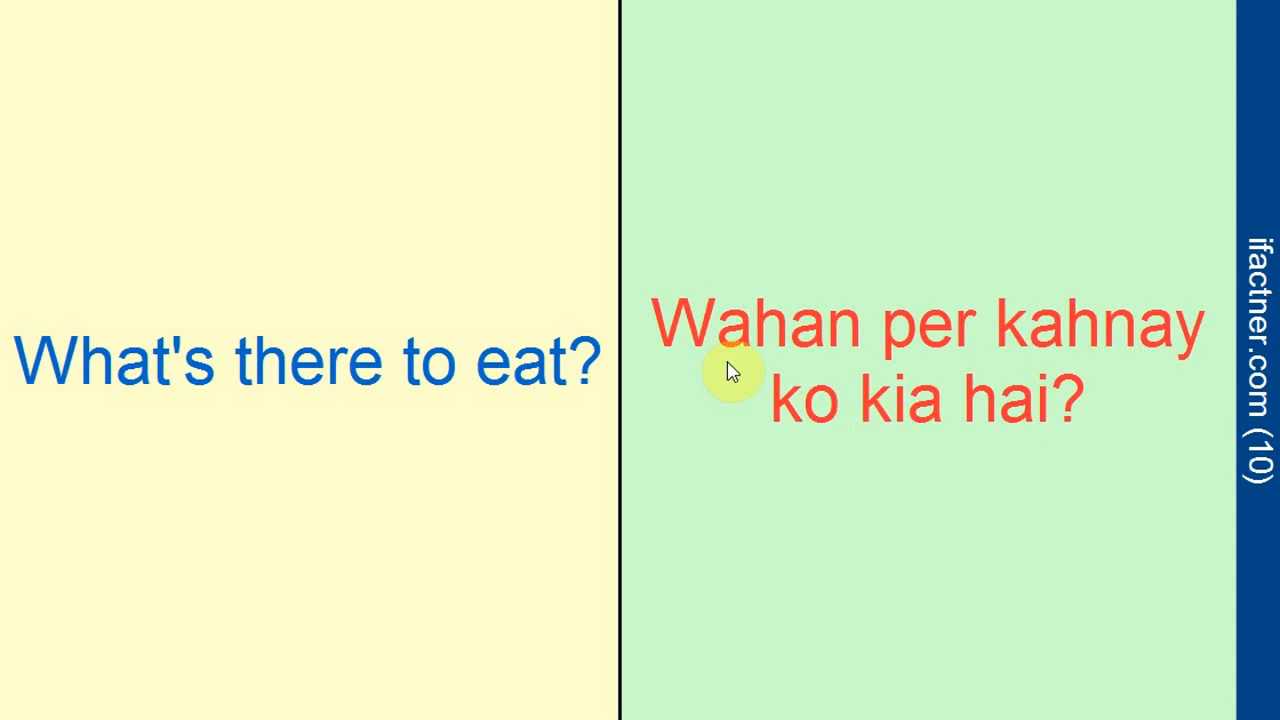 What's there to eat?
Wahan per kahnay
ko kia hai?
ifactner.com (10)